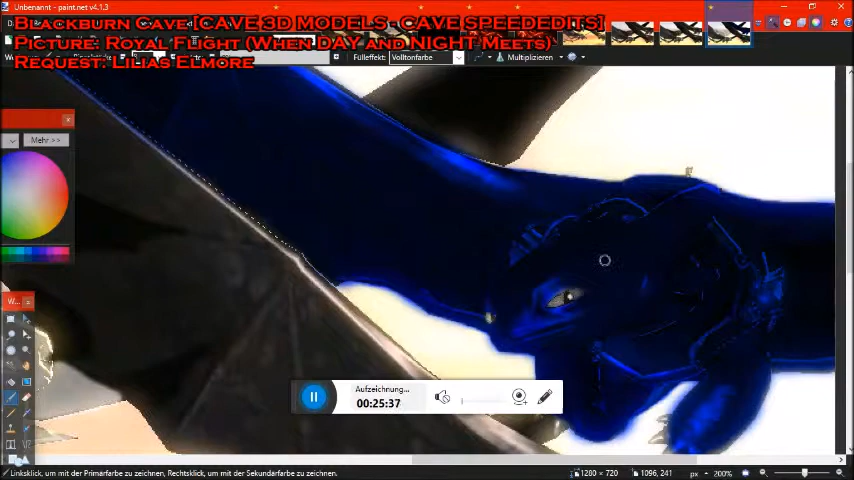 Unbenannt - paint.net v4.1.3
Blackburn Cave [CAVE 3D MODELS - CAVE SPEEDEDITS]
Picture: Royal Flight (When DAY and NIGHT Meets)
Request: Lilias Elmore
Fülleffekt: Volltonfarbe
Multiplizieren
Mehr >>
W...
Aufzeichnung...
00:25:37
Linksklick, um mit der Primärfarbe zu zeichnen, Rechtsklick, um mit der Sekundärfarbe zu zeichnen.
1280 × 720
1096, 241
px
200%